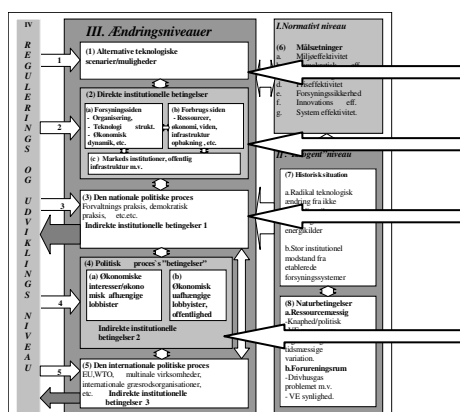 IV
REGULERINGS OG UDVIKLINGS NIVEAU
III. Ændringsniveauer
1
(1) Alternative teknologiske
scenarier/muligheder
2
(2) Direkte institutionelle betingelser
(a) Forsyningssiden
- Organisering,
- Teknologi strukt.
- Økonomisk
dynamik, etc.
(b) Forbrugs siden
- Ressourcer,
økonomi, viden,
infrastruktur
opbakning, etc.
(c) Markeds institutioner, offentlig
infrastruktur m.v.
3
(3) Den nationale politiske proces
Forvaltnings praksis, demokratisk
praksis, etc.etc.
Indirekte institutionelle betingelser 1
4
(4) Politisk proces's "betingelser"
(a) Økonomiske
interesser/økono
misk afhængige
lobbister
(b)
Økonomisk
uafhængige
lobbyister,
offentlighed
Indirekte institutionelle
betingelser 2
5
(5) Den internationale politiske proces
EU,WTO, multinale virksomheder,
internationale græsrodsorganisationer,
etc. Indirekte institutionelle
betingelser 3
I.Normativt niveau
(6) Målsætninger
a. Miljøeffektivitet
eff.
d. Priseffektivitet
e. Forsyningssikkerhed
f. Innovations eff.
g. System effektivitet.
niveau
(7) Historisk situation
a.Radikal teknologisk
ændring fra ikke
energikilder
b.Stor institutionel
modstand fra
etablerede
forsyningssystemer
(8) Naturbetingelser
a.Ressourcemæssig
-Knaphed/politisk
tidsmæssige
variation.
b.Forureningsrum
-Drivhusgas
problemet m.v.
- VE synlighed.